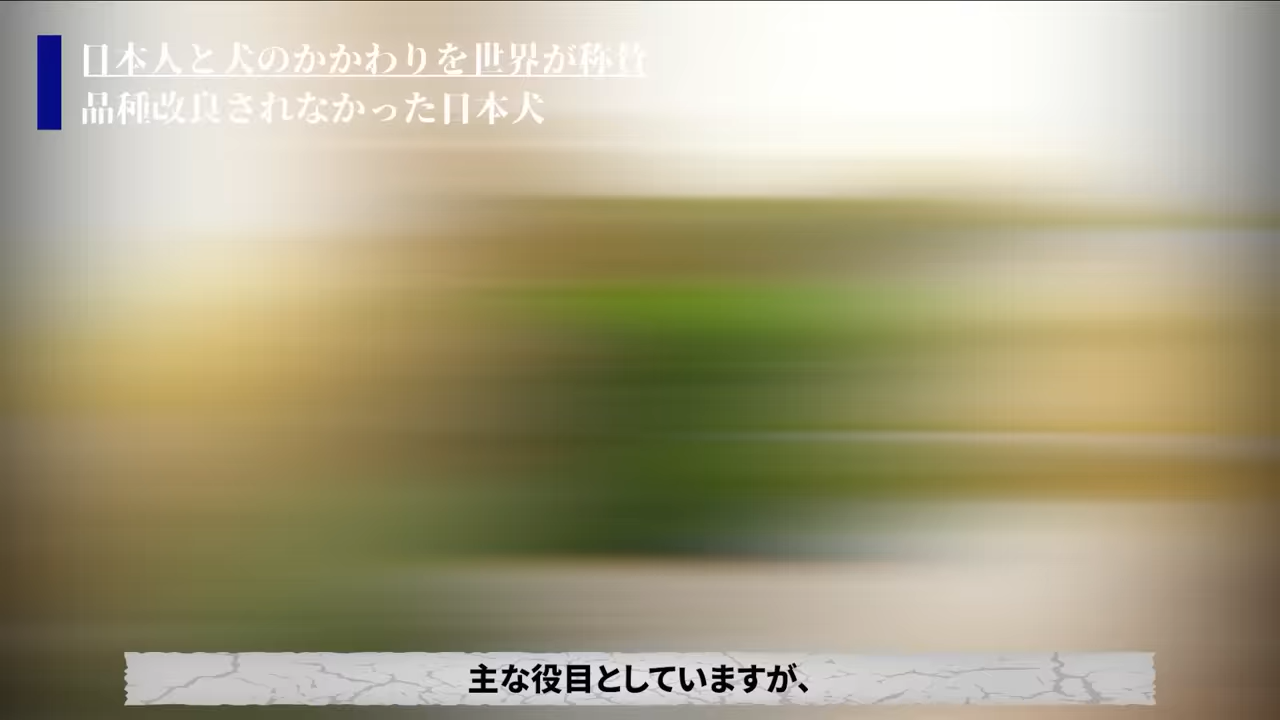 日本人と犬のかかわりを世界が称賛
品種改良されなかった日本犬
主な役目としていますが、